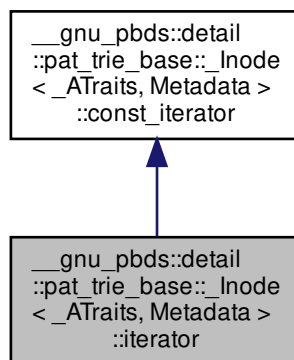 __gnu_pbds::detail
::pat_trie_base::_Inode
< _ATraits, Metadata >
::const_iterator
__gnu_pbds::detail
::pat_trie_base::_Inode
< _ATraits, Metadata >
::iterator